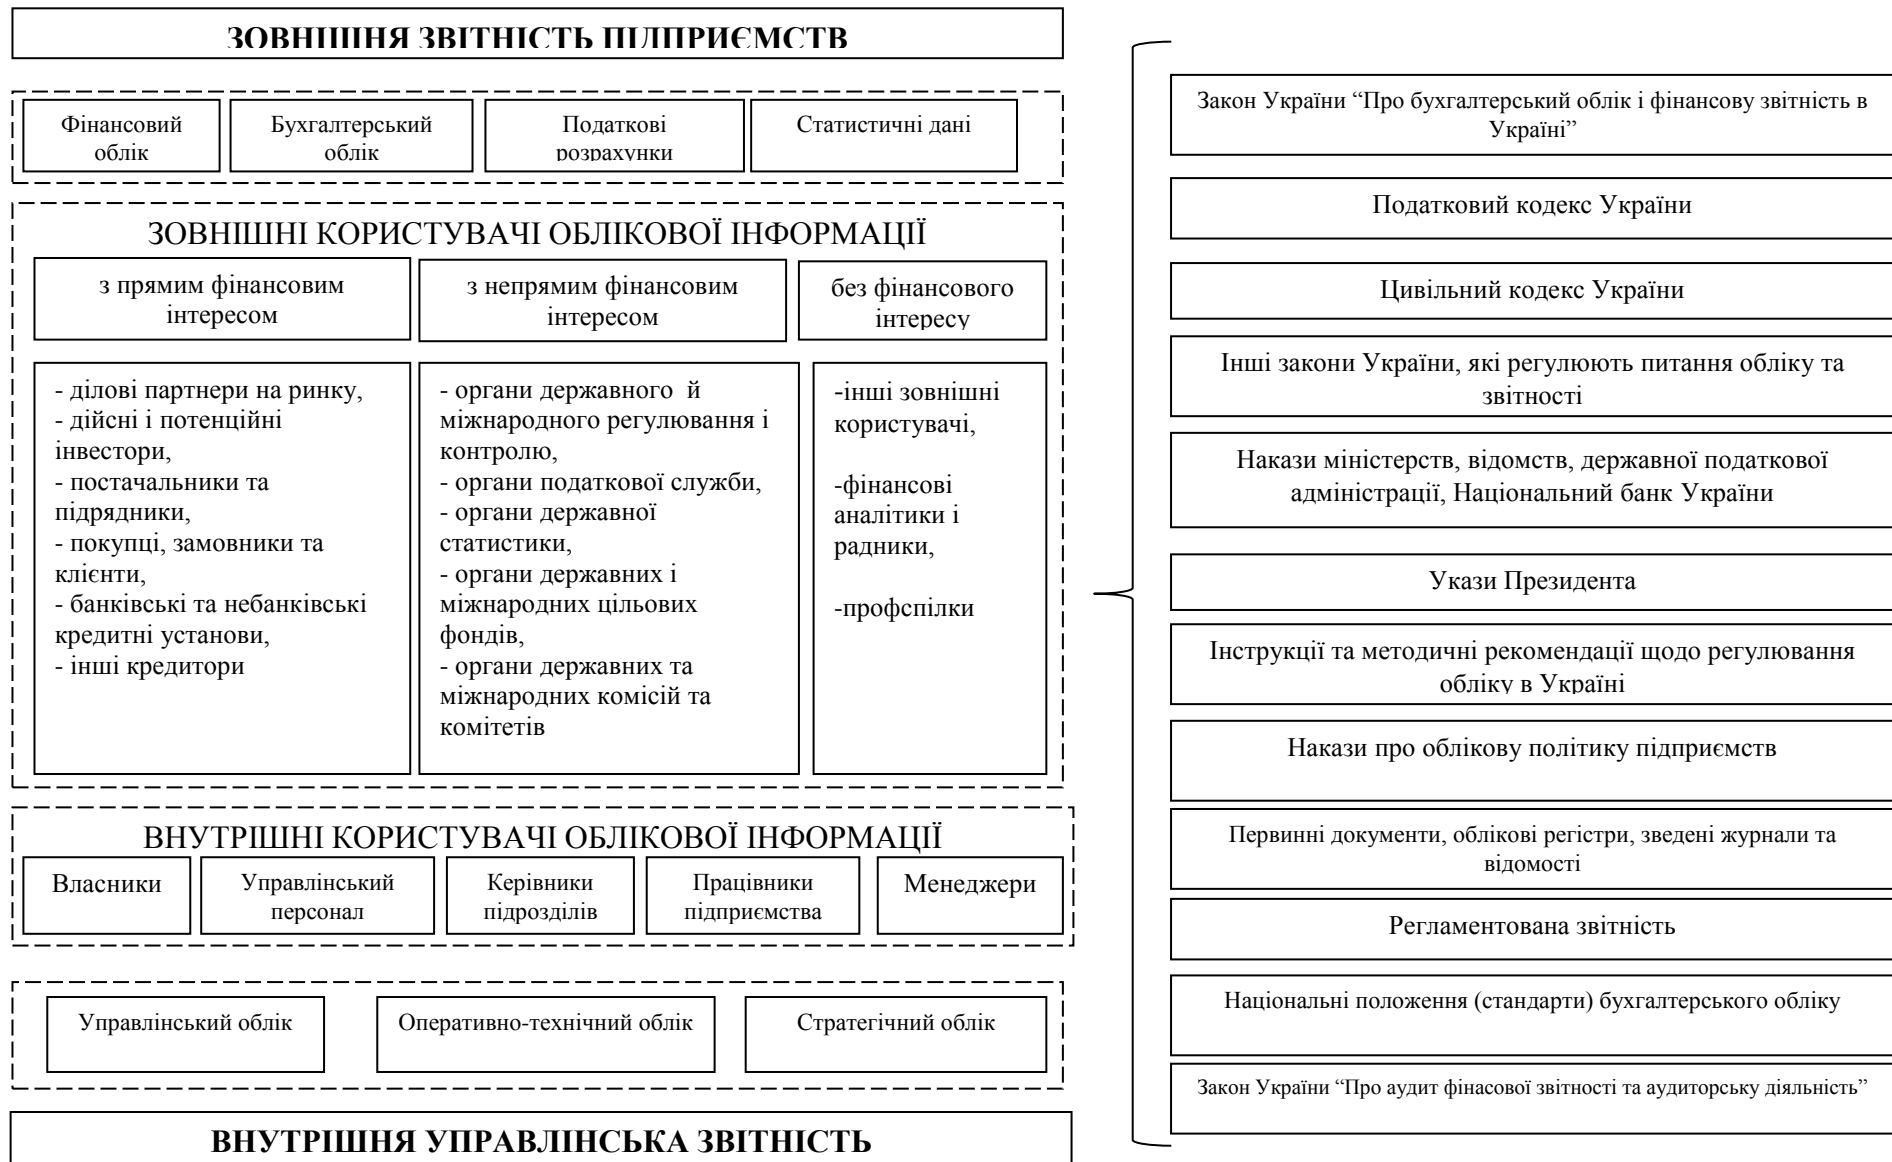 ЗОВНІШНЯ ЗВІТНІСТЬ ПІДПРИЄМСТВ
Фінансовий
облік
Бухгалтерський
облік
Податкові
розрахунки
Статистичні дані
ЗОВНІШНІ КОРИСТУВАЧІ ОБЛІКОВОЇ ІНФОРМАЦІЇ
з прямим фінансовим
інтересом
з непрямим фінансовим
інтересом
без фінансового
інтересу
- ділові партнери на ринку,
- дійсні і потенційні
інвестори,
- постачальники та
підрядники,
- покупці, замовники та
клієнти,
- банківські та небанківські
кредитні установи,
- інші кредитори
- органи державного й
міжнародного регулювання і
контролю,
- органи податкової служби,
- органи державної
статистики,
- органи державних і
міжнародних цільових
фондів,
- органи державних та
міжнародних комісій та
комітетів
-інші зовнішні
користувачі,
-фінансові
аналітики і
радники,
-профспілки
ВНУТРІШНІ КОРИСТУВАЧІ ОБЛІКОВОЇ ІНФОРМАЦІЇ
Власники
Управлінський
персонал
Керівники
підрозділів
Працівники
підприємства
Менеджери
Управлінський облік
Оперативно-технічний облік
Стратегічний облік
ВНУТРІШНЯ УПРАВЛІНСЬКА ЗВІТНІСТЬ
Закон України “Про бухгалтерський облік і фінансову звітність в
Україні”
Податковий кодекс України
Цивільний кодекс України
Інші закони України, які регулюють питання обліку та
звітності
Накази міністерств, відомств, державної податкової
адміністрації, Національний банк України
Укази Президента
Інструкції та методичні рекомендації щодо регулювання
обліку в Україні
Накази про облікову політику підприємств
Первинні документи, облікові регістри, зведені журнали та
відомості
Регламентована звітність
Національні положення (стандарти) бухгалтерського обліку
Закон України “Про аудит фінасової звітності та аудиторську діяльність”